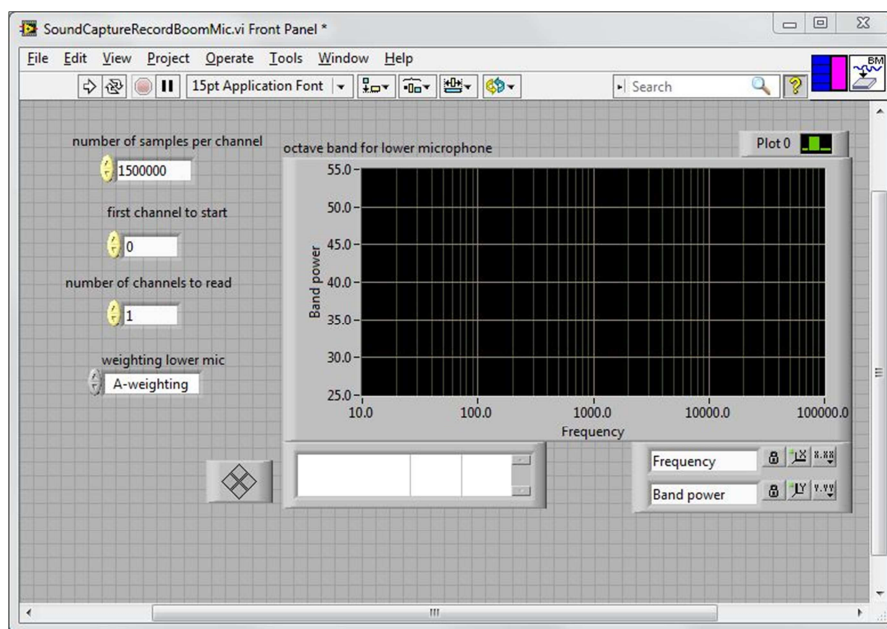 SoundCaptureRecordBoomMic.vi Front Panel *
File Edit View Project Operate Tools Window Help
15pt Application Font
Search
?
BM
number of samples per channel
1500000
first channel to start
0
number of channels to read
1
weighting lower mic
A-weighting
octave band for lower microphone
Plot 0
Band power
55.0
50.0
45.0
40.0
35.0
30.0
25.0
10.0 100.0 1000.0 10000.0 100000.0
Frequency
Frequency X X.XX
Band power Y Y.YY